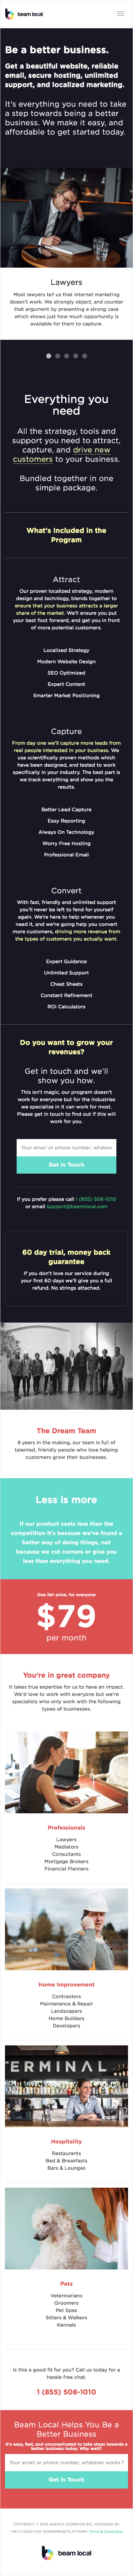 beam local
Be a better business.
Get a beautiful website, reliable
email, secure hosting, unlimited
support, and localized marketing.
It's everything you need to take
a step towards being a better
business. We make it easy, and
affordable to get started today.
Lawyers
Most lawyers tell us that internet marketing
doesn't work. We strongly object, and counter
that argument by presenting a strong case
which shows just how much opportunity is
available for them to capture.
Everything you
need
All the strategy, tools and
support you need to attract,
capture, and drive new
customers to your business.
Bundled together in one
simple package.
What's Included in the
Program
Attract
Our proven localized strategy, modern
design and technology, blends together to
ensure that your business attracts a larger
share of the market. We'll ensure you put
your best foot forward, and get you in front
of more potential customers.
Localized Strategy
Modern Website Design
SEO Optimized
Expert Content
Smarter Market Positioning
Capture
From day one we'll capture more leads from
real people interested in your business. We
use scientifically proven methods which
have been designed, and tested to work
specifically in your industry. The best part is
we track everything and show you the
results.
Better Lead Capture
Easy Reporting
Always On Technology
Worry Free Hosting
Professional Email
Convert
With fast, friendly and unlimited support
you'll never be left to fend for yourself
again. We're here to help whenever you
need it, and we're going help you convert
more customers, driving more revenue from
the types of customers you actually want.
Expert Guidance
Unlimited Support
Cheat Sheets
Constant Refinement
ROI Calculators
Do you want to grow your
revenues?
Get in touch and we'll
show you how.
This isn't magic, our program doesn't
work for everyone but for the industries
we specialize in it can work for most.
Please get in touch to find out if this will
work for you.
Your email or phone number, whatev
Get in Touch
If you prefer please call 1 (855) 508-1010
or email support@beamlocal.com
60 day trial, money back
guarantee
If you don't love our service during
your first 60 days we'll give you a full
refund. No strings attached.
The Dream Team
8 years in the making, our team is full of
talented, friendly people who love helping
customers grow their businesses.
Less is more
If our product costs less than the
competition it's because we've found a
better way of doing things, not
because we cut corners or give you
less than everything you need.
One fair price, for everyone
$79
per month
You're in great company
It takes true expertise for us to have an impact.
We'd love to work with everyone but we're
specialists and only work with the following
types of businesses.
Professionals
Lawyers
Mediators
Consultants
Mortgage Brokers
Financial Planners
Home Improvement
Contractors
Maintenance & Repair
Landscapers
Home Builders
Developers
TERMINAL
Hospitality
Restaurants
Bed & Breakfasts
Bars & Lounges
Pets
Veterinarians
Groomers
Pet Spas
Sitters & Walkers
Kennels
Is this a good fit for you? Call us today for a
hassle free chat.
1 (855) 508-1010
Beam Local Helps You Be a
Better Business
It's easy, fast, and uncomplicated to take steps towards a
better business today. Why wait?
Your email or phone number, whatever works f
Get in Touch
COPYRIGHT © 2019 AGENCY DOMINION INC. POWERED BY
THE FUSION FOR WORDPRESS PLATFORM. Terms & Conditions
beam local